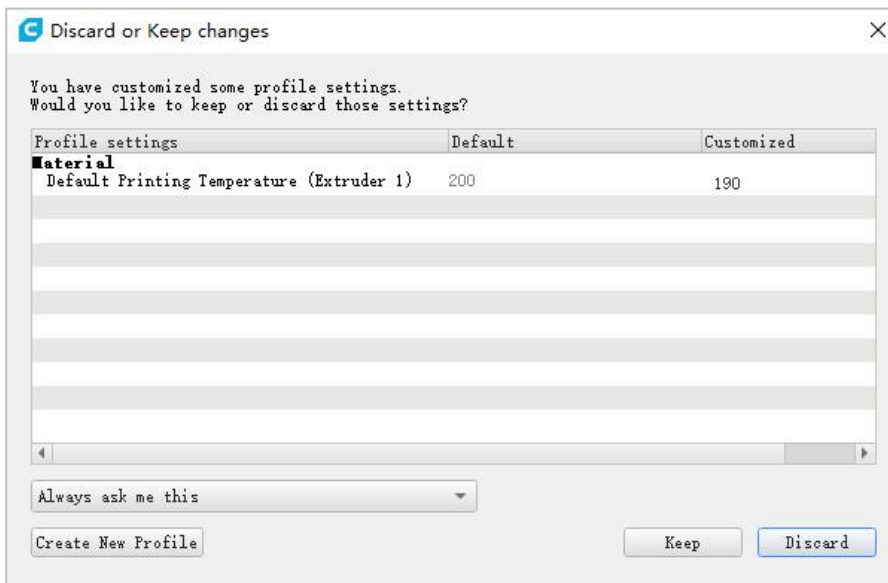 Discard or Keep changes
You have customized some profile settings.
Would you like to keep or discard those settings?
Profile settings Default Customized
Material
Default Printing Temperature (Extruder 1) 200 190
Always ask me this
Create New Profile Keep Discard